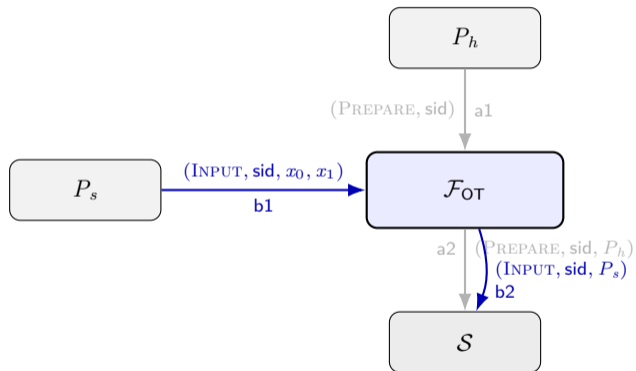 P_h
(PREPARE, sid) a1
(INPUT, sid, x_0, x_1)
P_s
b1
F_OT
a2 (PREPARE, sid, P_h)
(INPUT, sid, P_s)
b2
S